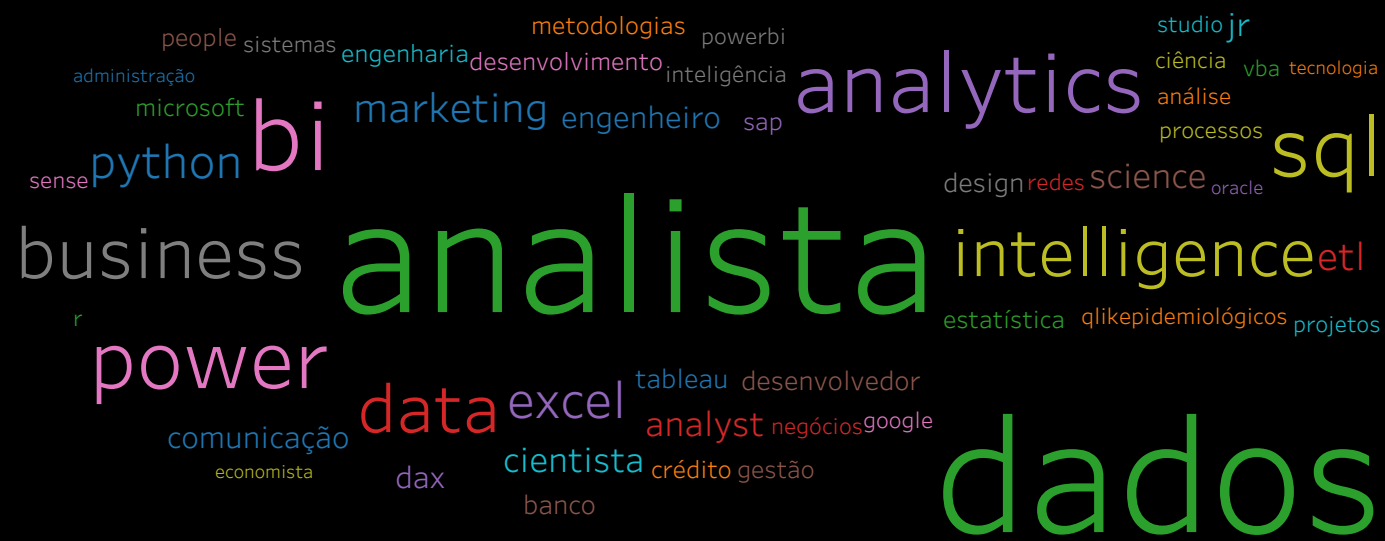 metodologias
studio jr
people sistemas
powerbi
engenharia
desenvolvimento
ciência
vba tecnologia
administração
inteligência
analytics
análise
microsoft
bi
marketing
engenheiro
sap
processos
python
sql
sense
design redes science oracle
business
analista
intelligence
etl
r
estatística
qlik
epidemiológicos
projetos
power
data
excel
tableau
desenvolvedor
comunicação
analyst
negócios
google
economista
dax
cientista
crédito
gestão
banco
dados